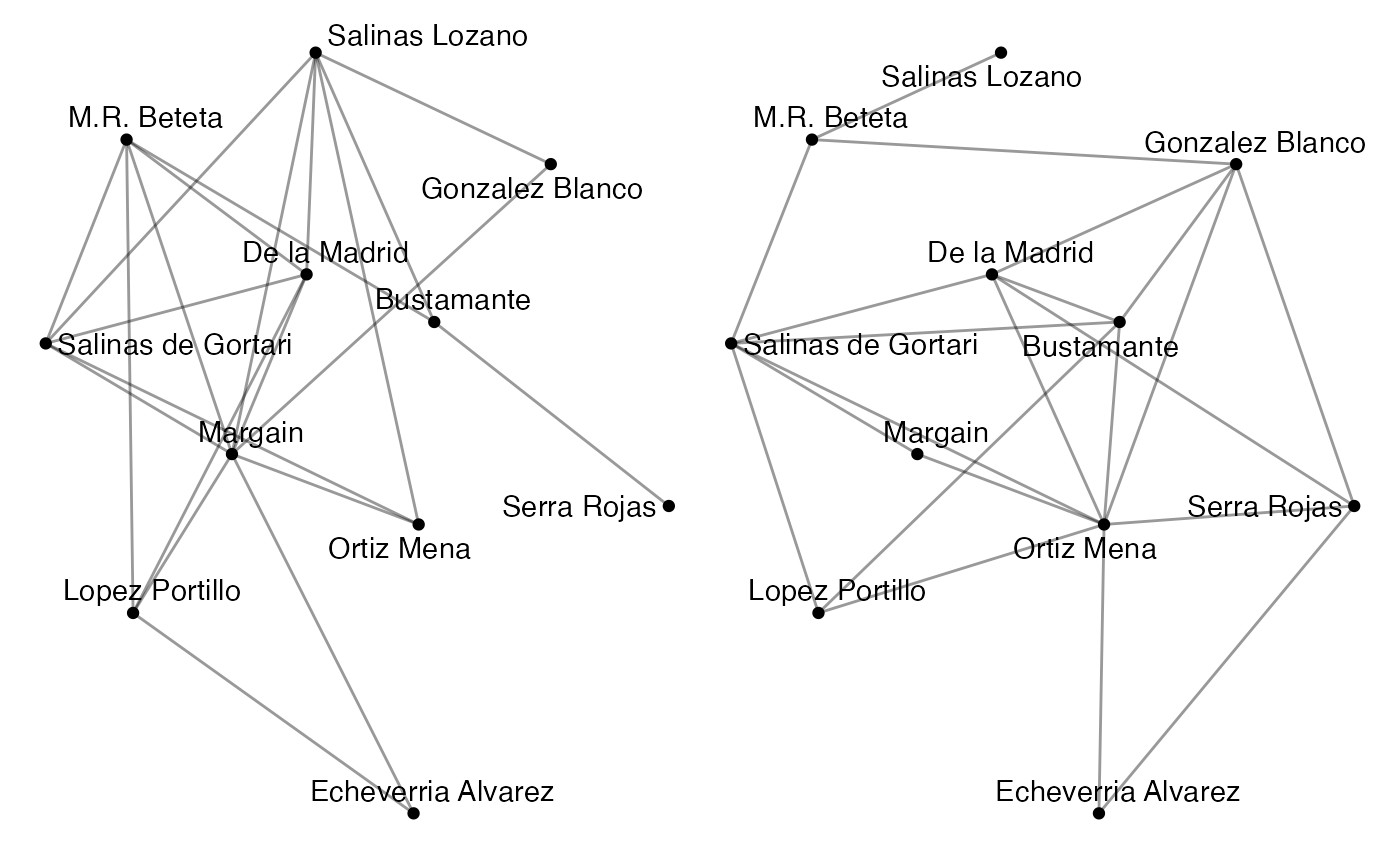 Salinas Lozano
M.R. Beteta
Gonzalez Blanco
De la Madrid
Bustamante
Salinas de Gortari
Margain
Serra Rojas
Ortiz Mena
Lopez Portillo
Echeverria Alvarez
Salinas Lozano
M.R. Beteta
Gonzalez Blanco
De la Madrid
Salinas de Gortari
Bustamante
Margain
Serra Rojas
Ortiz Mena
Lopez Portillo
Echeverria Alvarez